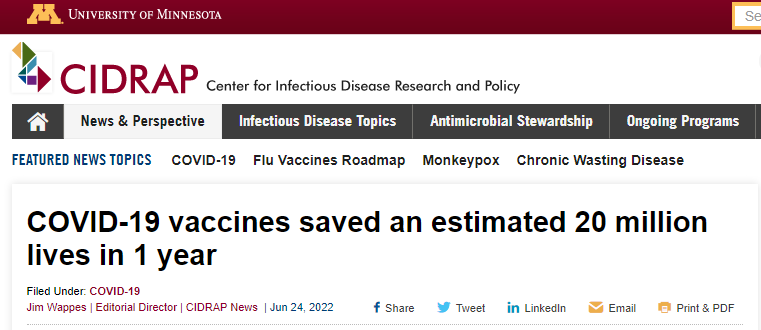 UNIVERSITY OF MINNESOTA
Se
CIDRAP Center for Infectious Disease Research and Policy
News & Perspective Infectious Disease Topics Antimicrobial Stewardship Ongoing Programs
FEATURED NEWS TOPICS COVID-19 Flu Vaccines Roadmap Monkeypox Chronic Wasting Disease
COVID-19 vaccines saved an estimated 20 million
lives in 1 year
Filed Under: COVID-19
Jim Wappes | Editorial Director | CIDRAP News | Jun 24, 2022 Share Tweet LinkedIn Email Print & PDF